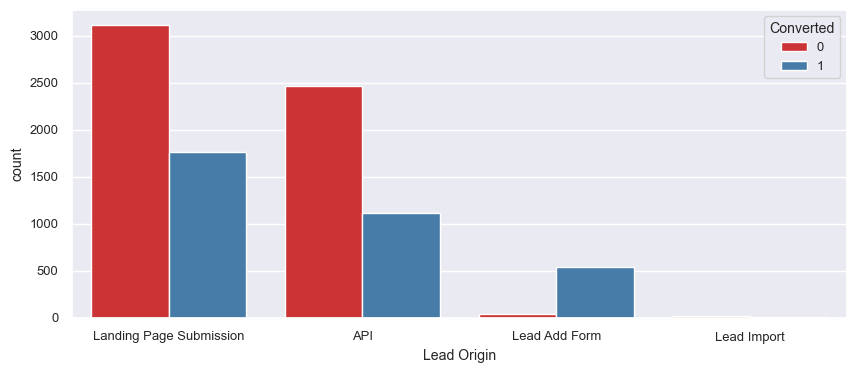 Converted
0
1
3000
2500
2000
1500
1000
500
0
count
Landing Page Submission
API
Lead Add Form
Lead Import
Lead Origin